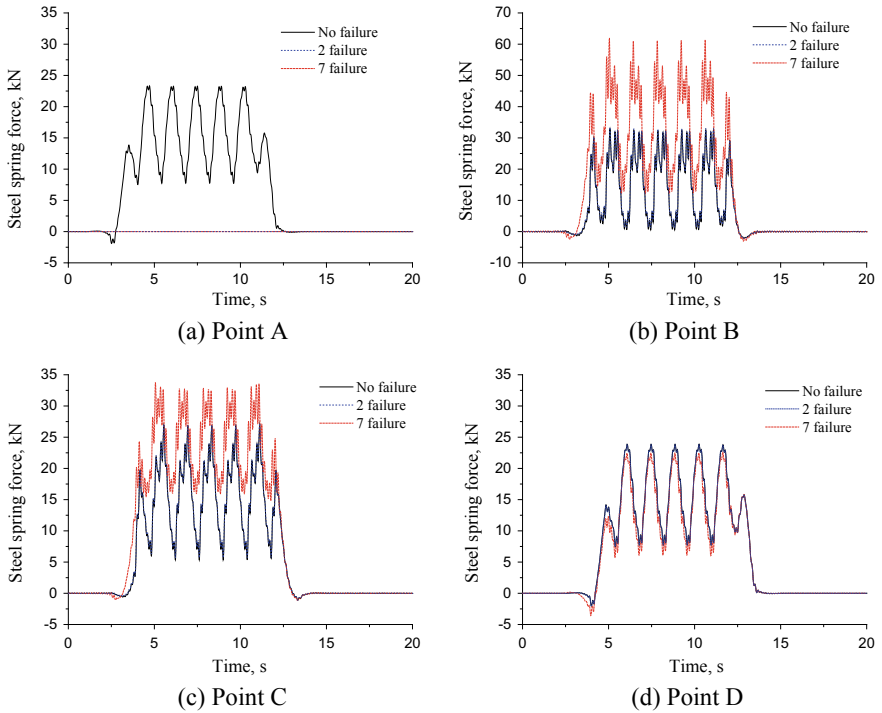 No failure
2 failure
7 failure
Steel spring force, kN
35
30
25
20
15
10
5
0
-5
0 5 10 15 20
Time, s
(a) Point A
No failure
2 failure
7 failure
Steel spring force, kN
70
60
50
40
30
20
10
0
-10
0 5 10 15 20
Time, s
(b) Point B
No failure
2 failure
7 failure
Steel spring force, kN
35
30
25
20
15
10
5
0
-5
0 5 10 15 20
Time, s
(c) Point C
No failure
2 failure
7 failure
Steel spring force, kN
35
30
25
20
15
10
5
0
-5
0 5 10 15 20
Time, s
(d) Point D